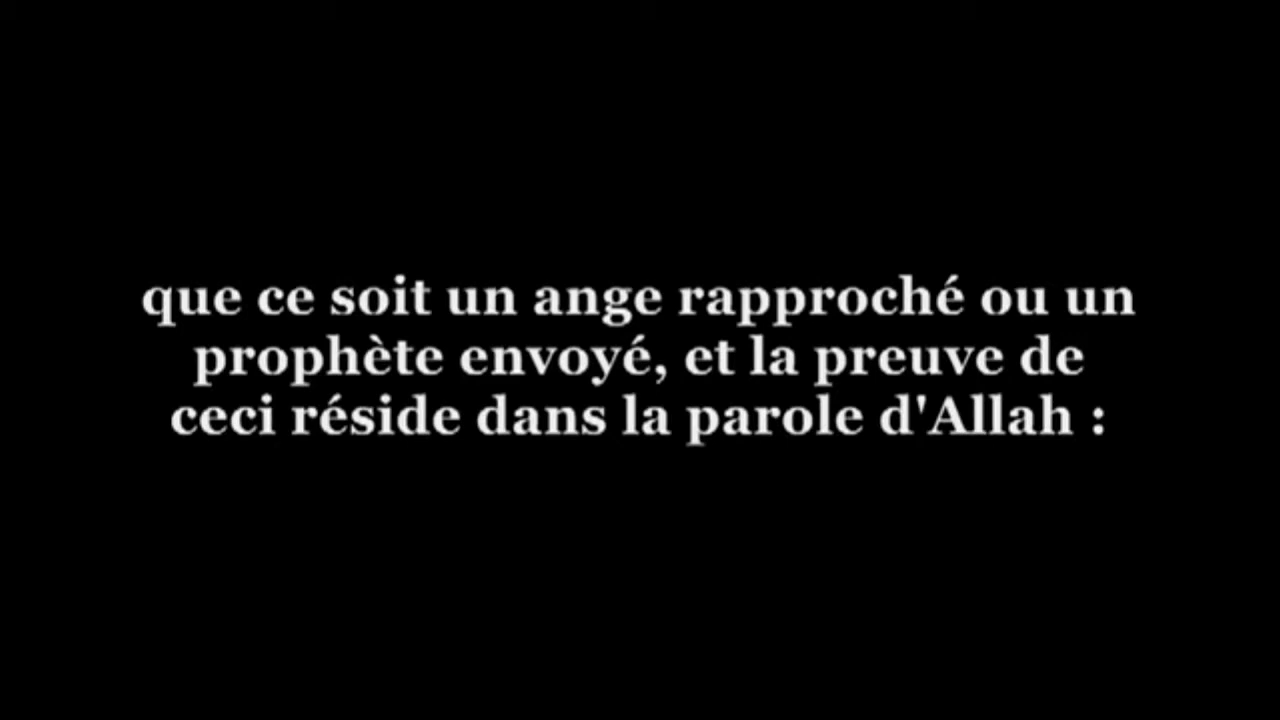 que ce soit un ange rapproché ou un
prophète envoyé, et la preuve de
ceci réside dans la parole d'Allah :